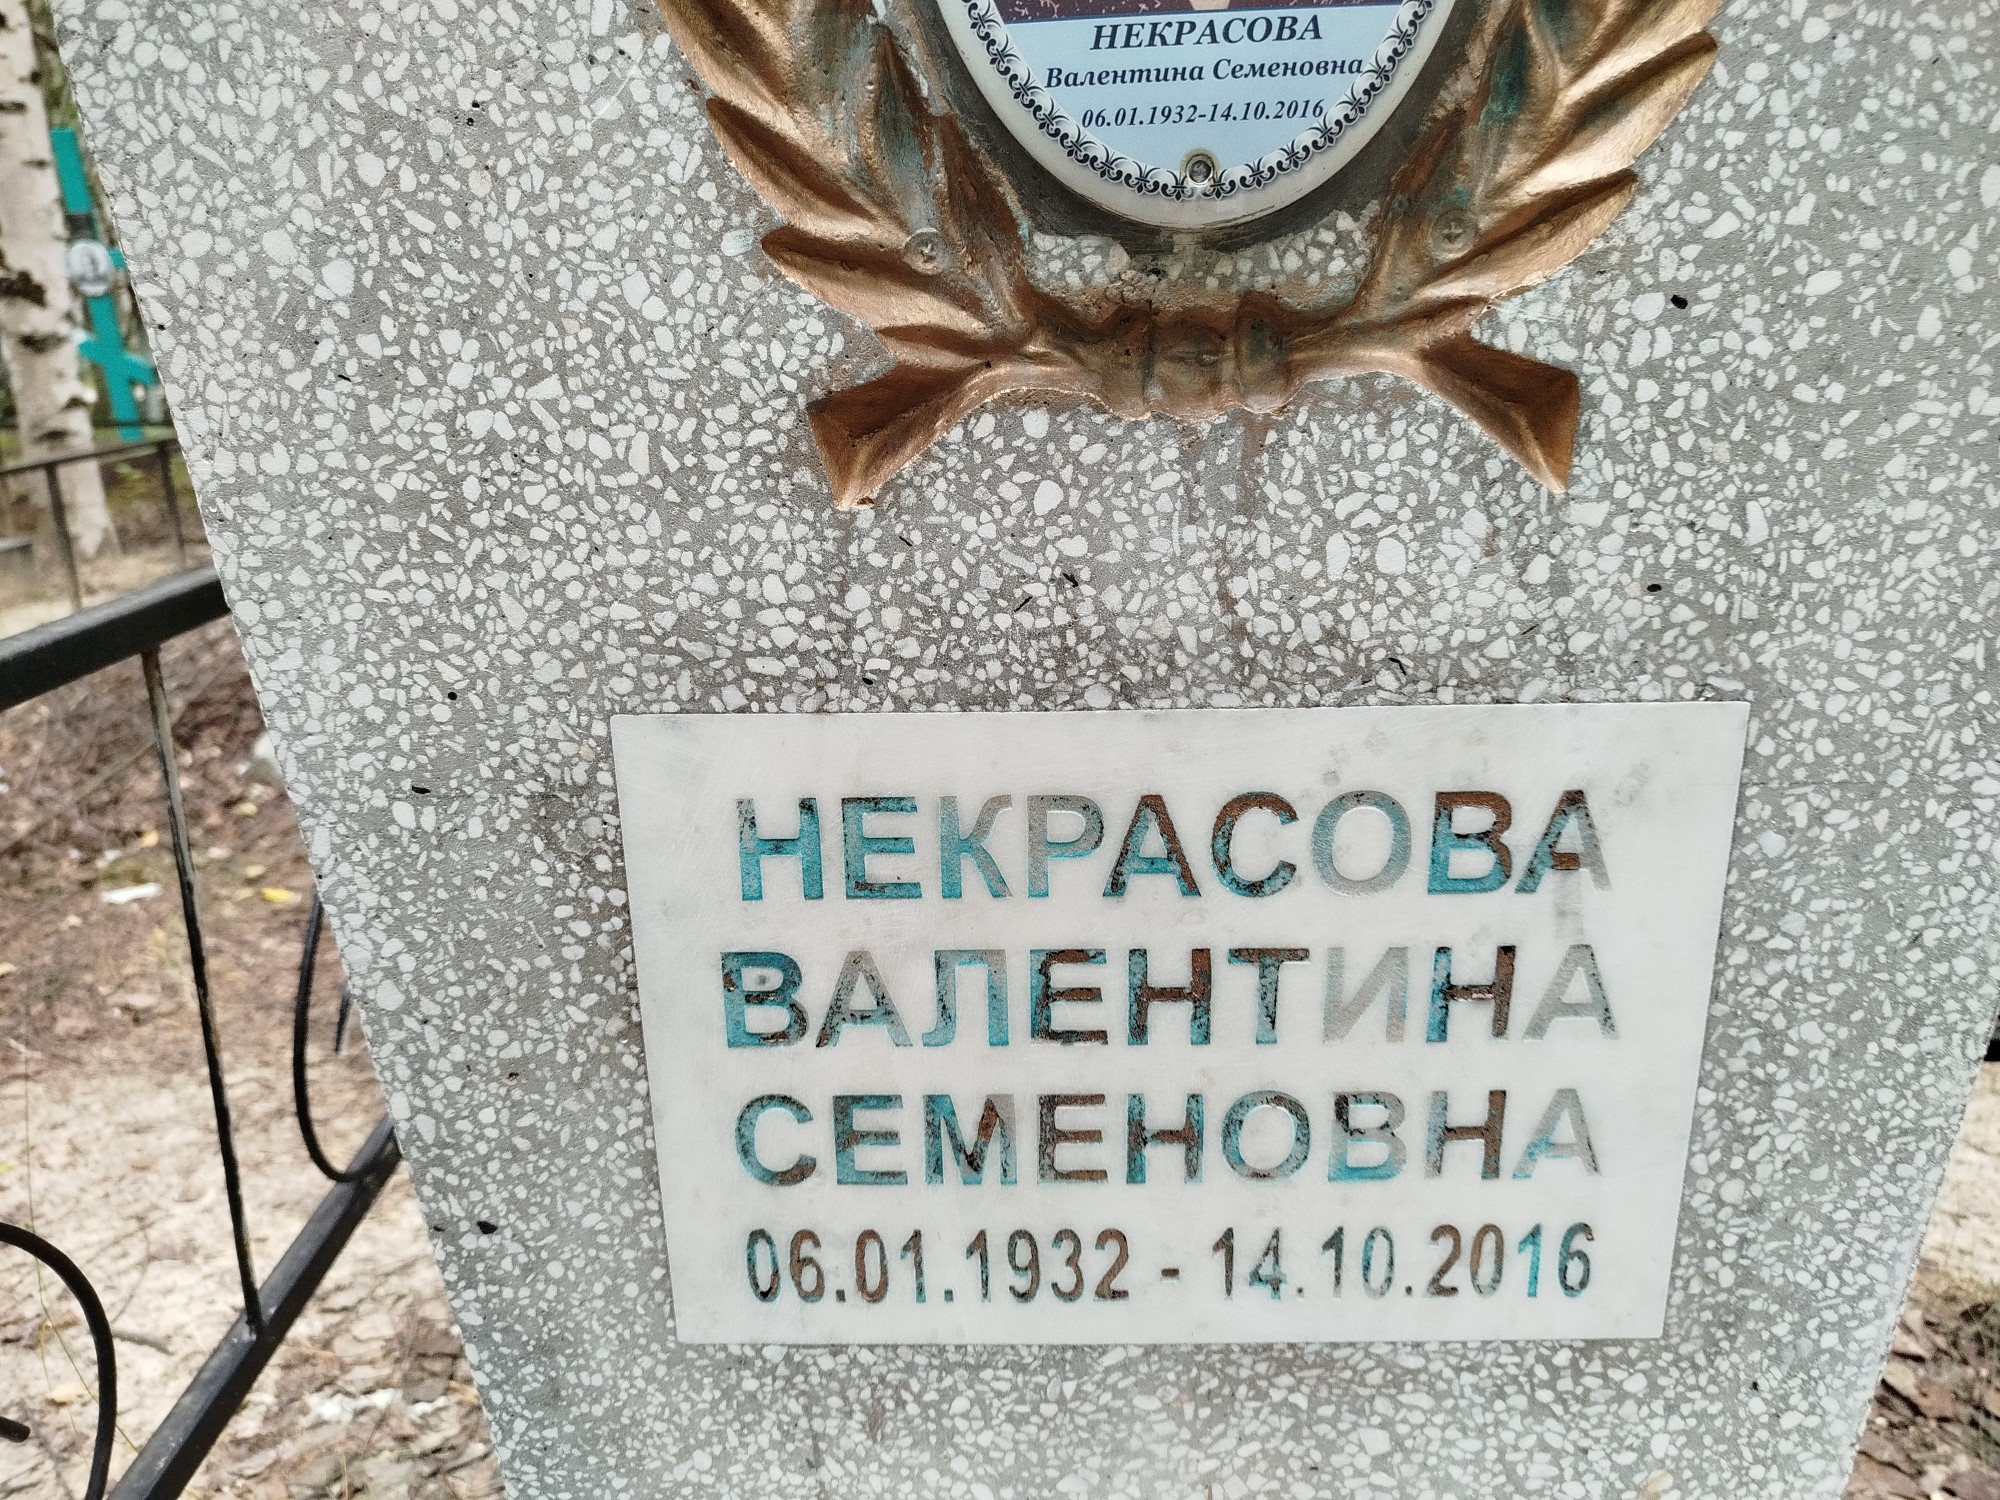 НЕКРАСОВА
Валентина Семеновна
06.01.1932-14.10.2016
НЕКРАСОВА
ВАЛЕНТИНА
СЕМЕНОВНА
06.01.1932 - 14.10.2016